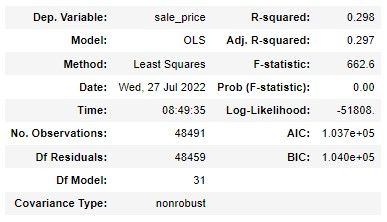 Dep. Variable: sale_price R-squared: 0.298
Model: OLS Adj. R-squared: 0.297
Method: Least Squares F-statistic: 662.6
Date: Wed, 27 Jul 2022 Prob (F-statistic): 0.00
Time: 08:49:35 Log-Likelihood: -51808.
No. Observations: 48491 AIC: 1.037e+05
Df Residuals: 48459 BIC: 1.040e+05
Df Model: 31
Covariance Type: nonrobust